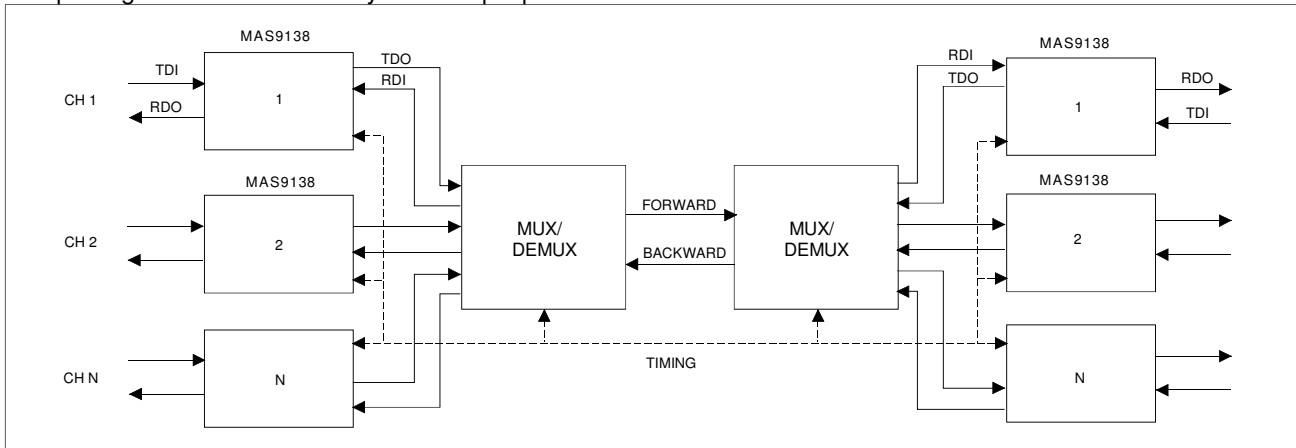 MAS9138
TDI
CH 1
RDO
1
TDO
RDI
MAS9138
CH 2
2
CH N
N
MUX/
DEMUX
FORWARD
BACKWARD
MUX/
DEMUX
TIMING
MAS9138
RDI
TDO
1
RDO
TDI
MAS9138
2
N